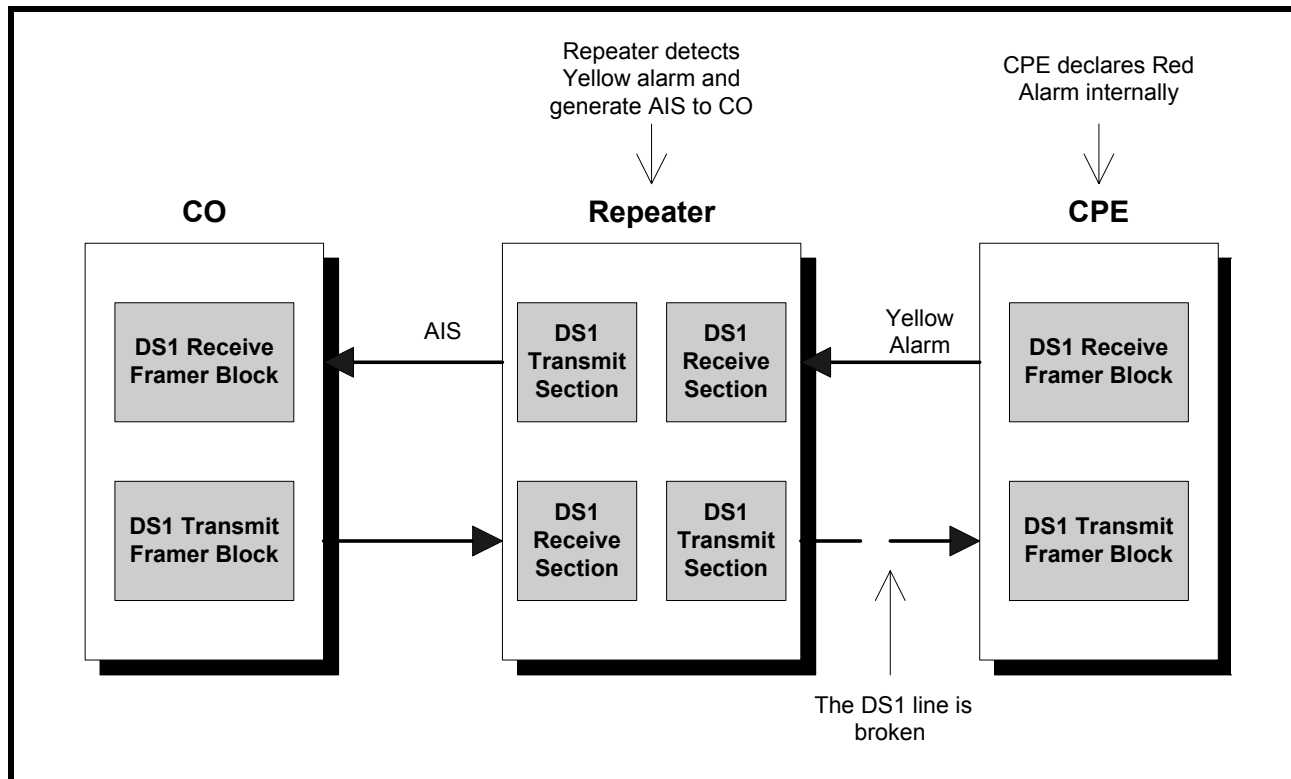 Repeater detects
Yellow alarm and
generate AIS to CO
CPE declares Red
Alarm internally
CO
Repeater
CPE
DS1 Receive
Framer Block
AIS
DS1
Transmit
Section
DS1
Receive
Section
Yellow
Alarm
DS1 Receive
Framer Block
DS1 Transmit
Framer Block
DS1
Receive
Section
DS1
Transmit
Section
DS1 Transmit
Framer Block
The DS1 line is
broken